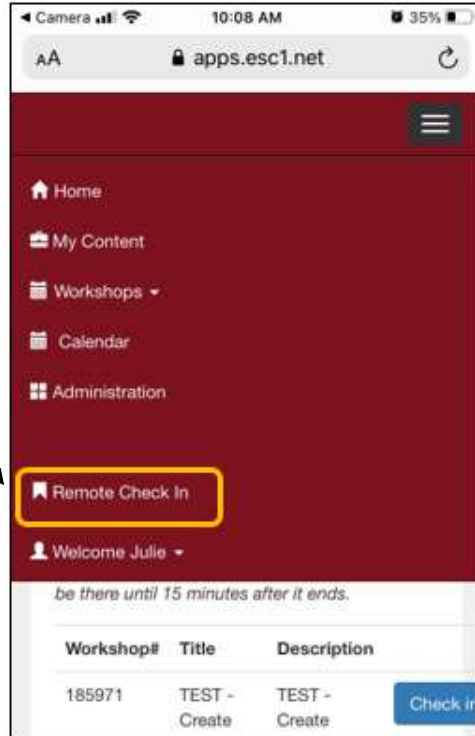 Camera 10:08 AM 35%
AA apps.esc1.net
Home
My Content
Workshops
Calendar
Administration
Remote Check In
Welcome Julie
be there until 15 minutes after it ends.
Workshop# Title Description
185971 TEST - TEST - Check in
Create Create